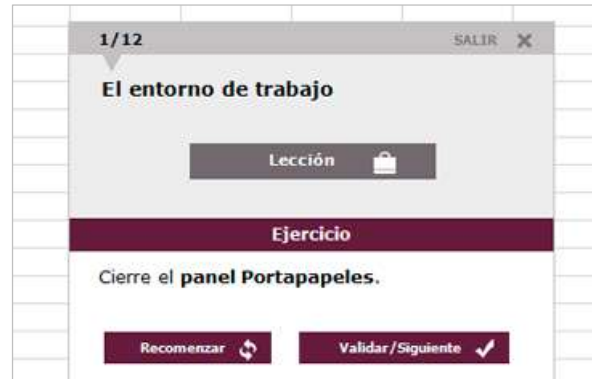 1/12 SALIR
El entorno de trabajo
Lección
Ejercicio
Cierre el panel Portapapeles.
Recomenzar Validar/Siguiente